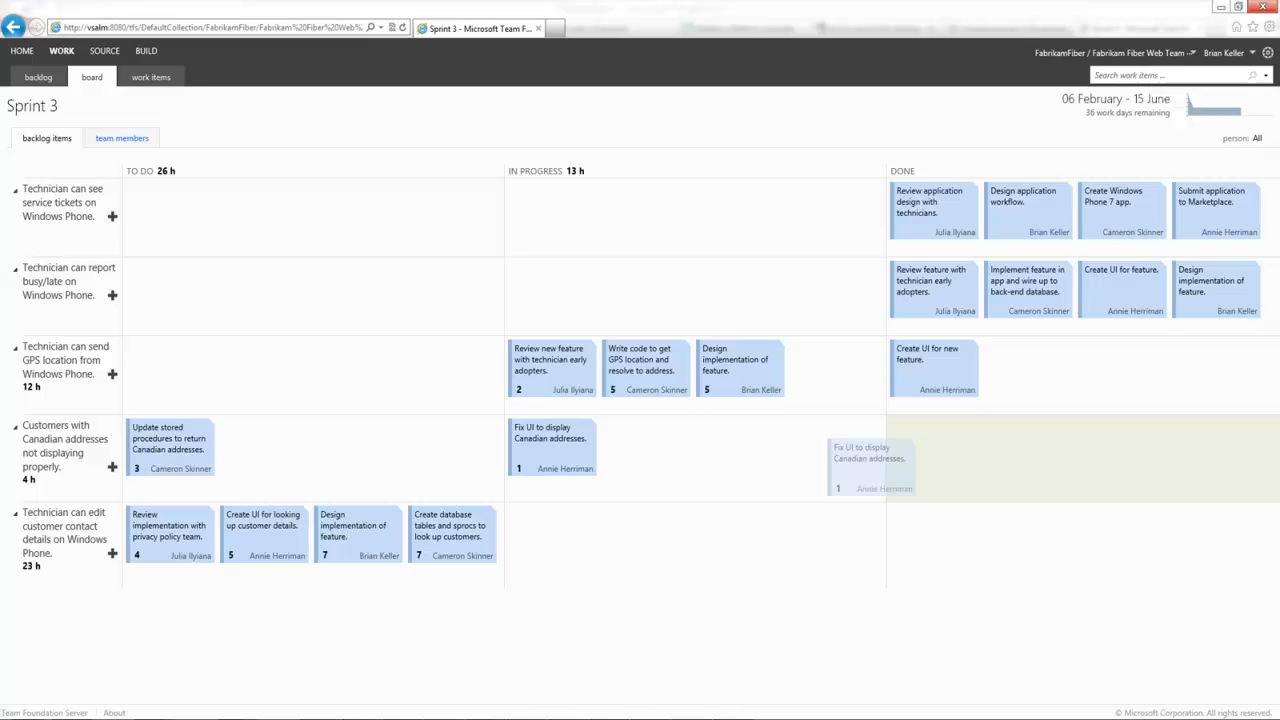 http://vsalm:8080/tfs/DefaultCollection/FabrikamFiber/Fabrikam%20Fiber%20Web%
Sprint 3 - Microsoft Team F...
HOME WORK SOURCE BUILD
FabrikamFiber / Fabrikam Fiber Web Team
Brian Keller
backlog board work items
Search work items ...
Sprint 3
06 February - 15 June
36 work days remaining
backlog items team members
person: All
TO DO 26 h
IN PROGRESS 13 h
DONE
Technician can see
service tickets on
Windows Phone.
Review application
design with
technicians.
Julia Ilyiana
Design application
workflow.
Brian Keller
Create Windows
Phone 7 app.
Cameron Skinner
Submit application
to Marketplace.
Annie Herriman
Technician can report
busy/late on
Windows Phone.
Review feature with
technician early
adopters.
Julia Ilyiana
Implement feature in
app and wire up to
back-end database.
Cameron Skinner
Create UI for feature.
Annie Herriman
Design
implementation of
feature.
Brian Keller
Technician can send
GPS location from
Windows Phone.
12 h
Review new feature
with technician early
adopters.
2 Julia Ilyiana
Write code to get
GPS location and
resolve to address.
5 Cameron Skinner
Design
implementation of
feature.
5 Brian Keller
Create UI for new
feature.
Annie Herriman
Customers with
Canadian addresses
not displaying
properly.
4 h
Update stored
procedures to return
Canadian addresses.
3 Cameron Skinner
Fix UI to display
Canadian addresses.
1 Annie Herriman
Fix UI to display
Canadian addresses.
1 Annie Herriman
Technician can edit
customer contact
details on Windows
Phone.
23 h
Review
implementation with
privacy policy team.
4 Julia Ilyiana
Create UI for looking
up customer details.
5 Annie Herriman
Design
implementation of
feature.
7 Brian Keller
Create database
tables and sprocs to
look up customers.
7 Cameron Skinner
Team Foundation Server About
© Microsoft Corporation. All rights reserved.